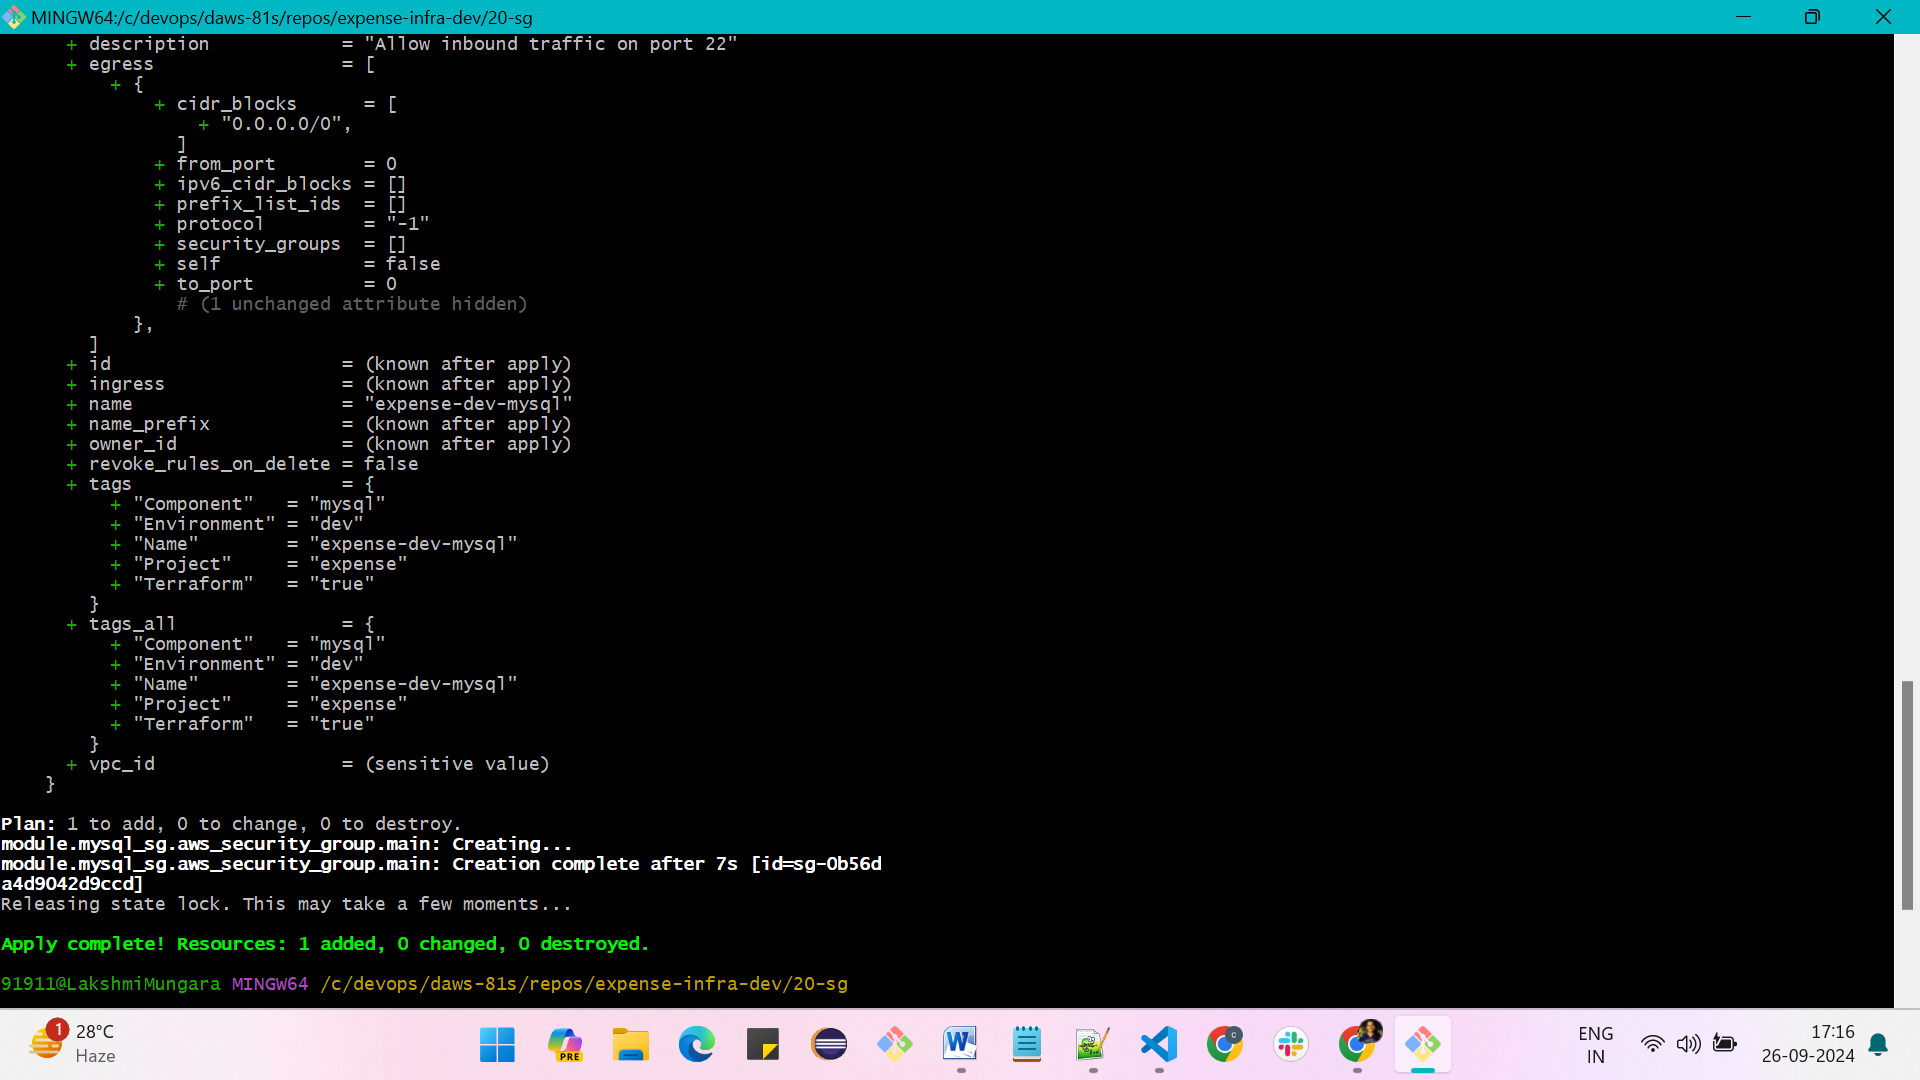 MINGW64:/c/devops/daws-81s/repos/expense-infra-dev/20-sg
+ description            = "Allow inbound traffic on port 22"
+ egress                 = [
+ {
+ cidr_blocks      = [
+ "0.0.0.0/0",
]
+ from_port        = 0
+ ipv6_cidr_blocks = []
+ prefix_list_ids  = []
+ protocol         = "-1"
+ security_groups  = []
+ self             = false
+ to_port          = 0
# (1 unchanged attribute hidden)
},
]
+ id                     = (known after apply)
+ ingress                = (known after apply)
+ name                   = "expense-dev-mysql"
+ name_prefix            = (known after apply)
+ owner_id               = (known after apply)
+ revoke_rules_on_delete = false
+ tags                   = {
+ "Component"   = "mysql"
+ "Environment" = "dev"
+ "Name"        = "expense-dev-mysql"
+ "Project"     = "expense"
+ "Terraform"   = "true"
}
+ tags_all               = {
+ "Component"   = "mysql"
+ "Environment" = "dev"
+ "Name"        = "expense-dev-mysql"
+ "Project"     = "expense"
+ "Terraform"   = "true"
}
+ vpc_id                 = (sensitive value)
}
Plan: 1 to add, 0 to change, 0 to destroy.
module.mysql_sg.aws_security_group.main: Creating...
module.mysql_sg.aws_security_group.main: Creation complete after 7s [id=sg-0b56d
a4d9042d9ccd]
Releasing state lock. This may take a few moments...
Apply complete! Resources: 1 added, 0 changed, 0 destroyed.
91911@LakshmiMungara MINGW64 /c/devops/daws-81s/repos/expense-infra-dev/20-sg
1
28°C
Haze
PRE
W
C
ENG
IN
17:16
26-09-2024